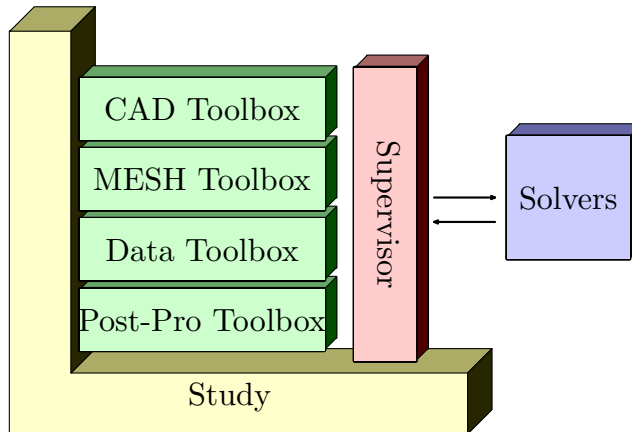 CAD Toolbox
MESH Toolbox
Data Toolbox
Post-Pro Toolbox
Supervisor
Solvers
Study